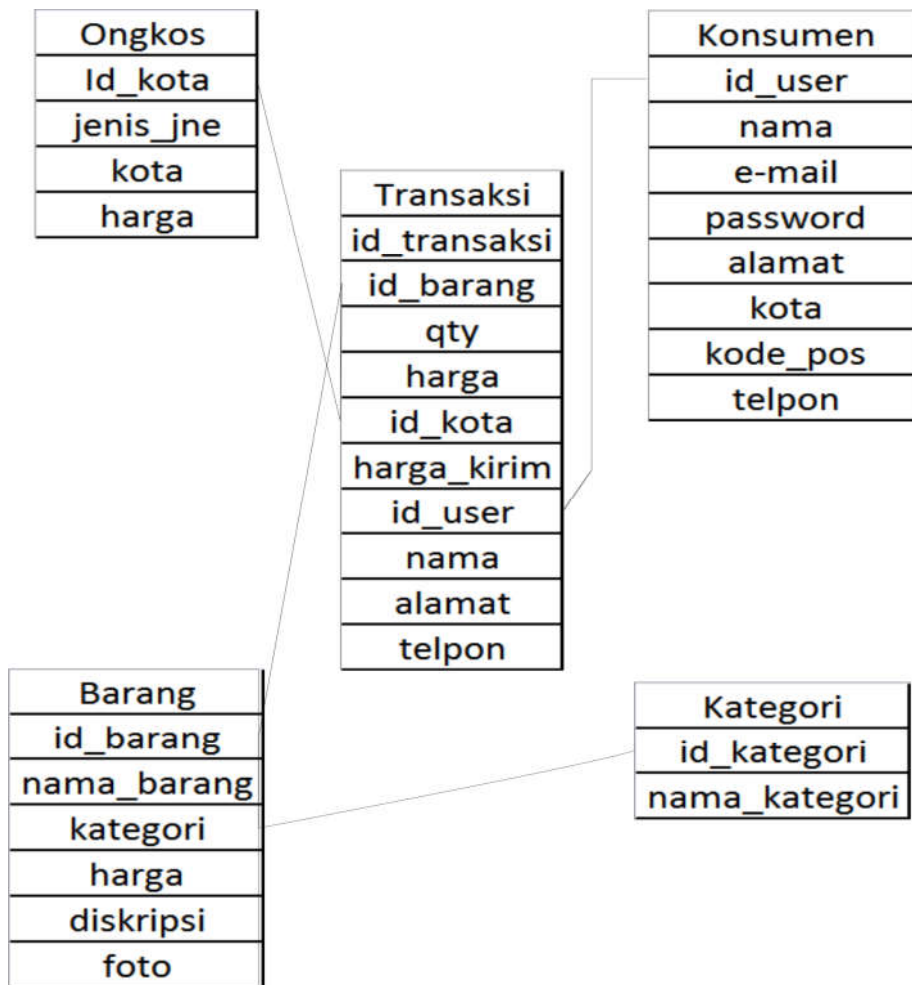 Ongkos
Id_kota
jenis_jne
kota
harga
Konsumen
id_user
nama
e-mail
password
alamat
kota
kode_pos
telpon
Transaksi
id_transaksi
id_barang
qty
harga
id_kota
harga_kirim
id_user
nama
alamat
telpon
Barang
id_barang
nama_barang
kategori
harga
diskripsi
foto
Kategori
id_kategori
nama_kategori